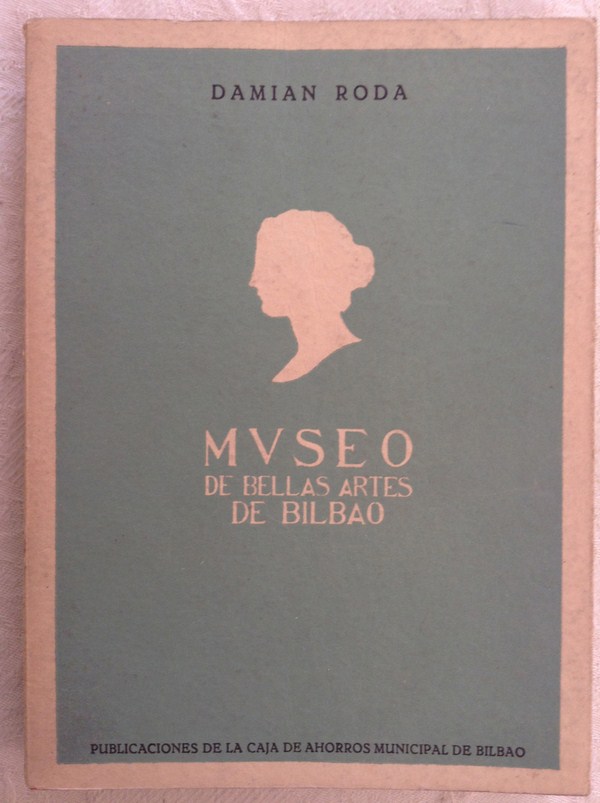 DAMIAN RODA
MVSEO
DE BELLAS ARTES
DE BILBAO
PUBLICACIONES DE LA CAJA DE AHORROS MUNICIPAL DE BILBAO